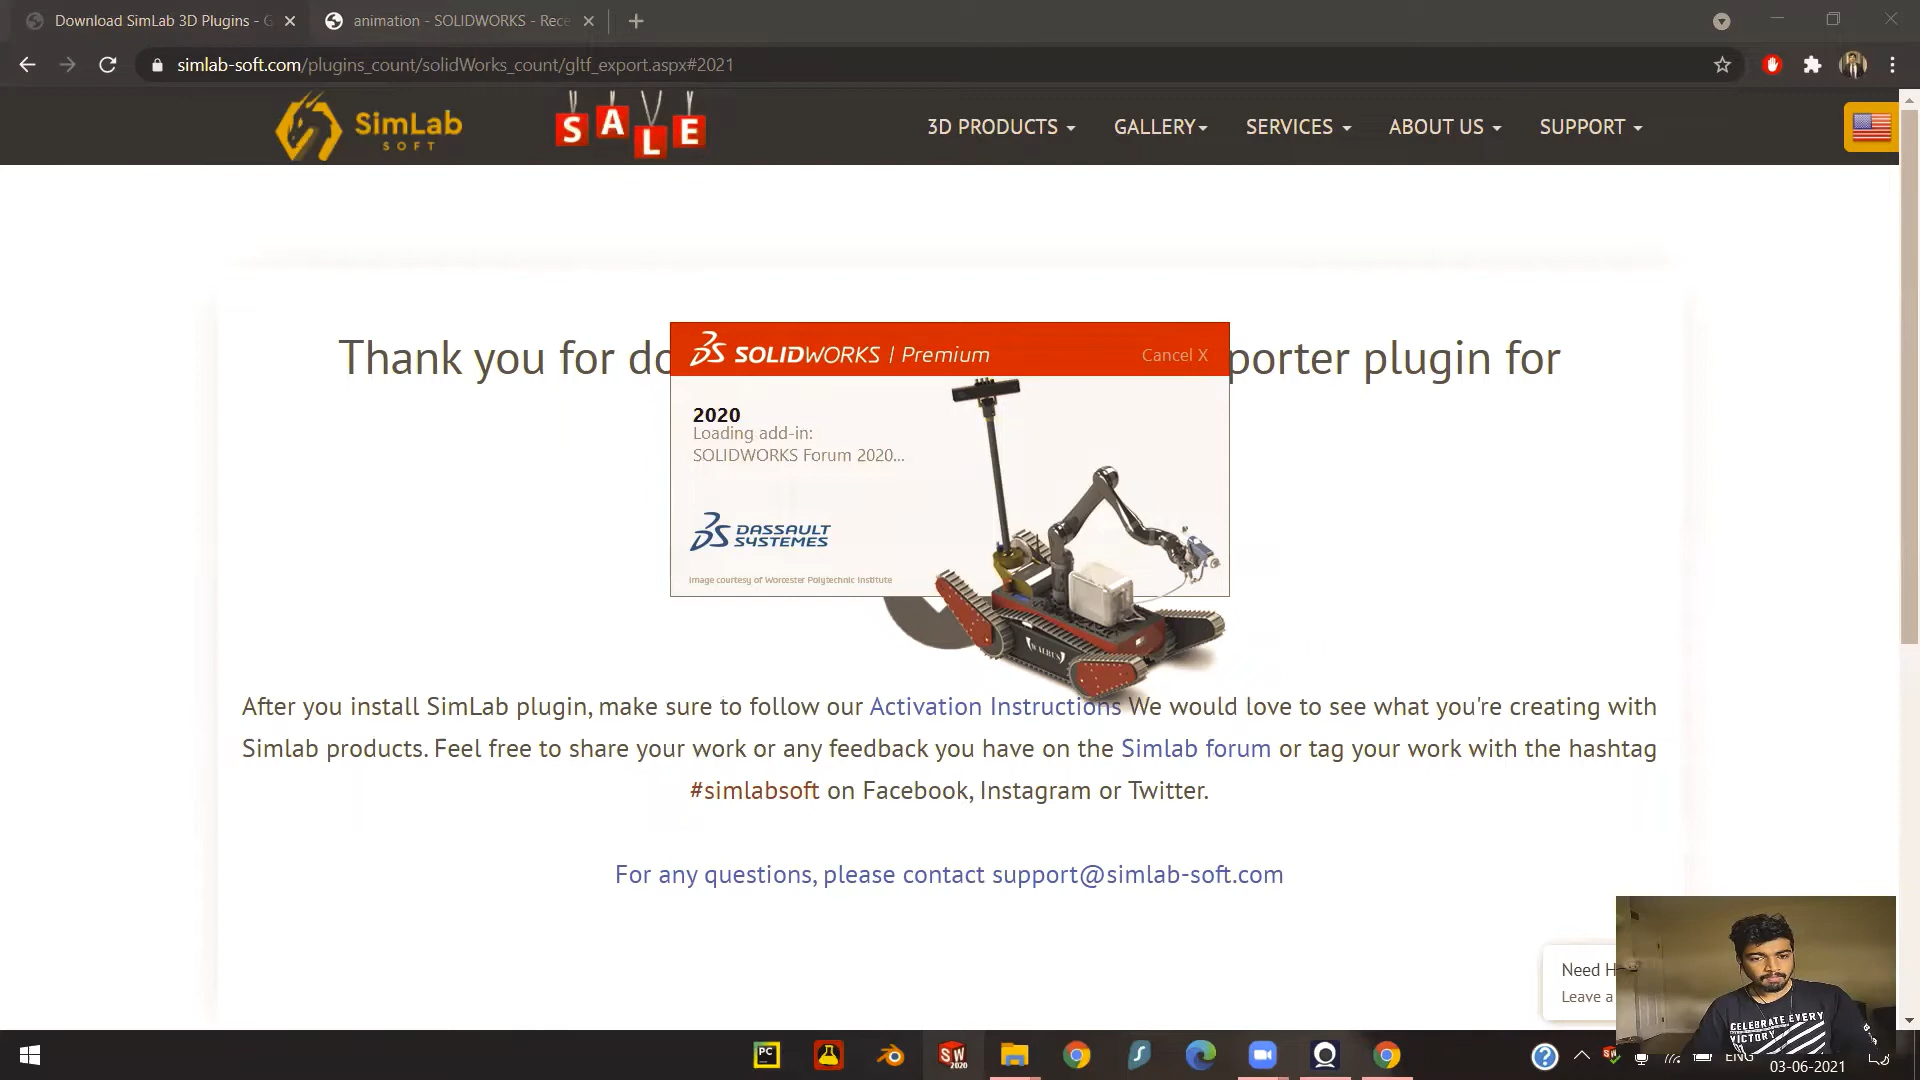 Download SimLab 3D Plugins - G
animation - SOLIDWORKS - Rece
simlab-soft.com/plugins_count/solidWorks_count/gltf_export.aspx#2021
SimLab
SOFT
SALE
3D PRODUCTS
GALLERY
SERVICES
ABOUT US
SUPPORT
Thank you for do
porter plugin for
SOLIDWORKS | Premium
Cancel X
2020
Loading add-in:
SOLIDWORKS Forum 2020...
DASSAULT
SYSTEMES
Image courtesy of Worcester Polytechnic Institute
WALRUS
After you install SimLab plugin, make sure to follow our Activation Instructions We would love to see what you're creating with
Simlab products. Feel free to share your work or any feedback you have on the Simlab forum or tag your work with the hashtag
#simlabsoft on Facebook, Instagram or Twitter.
For any questions, please contact support@simlab-soft.com
Need H
Leave a
CELEBRATE EVERY
VICTORY
PC
SW
2020
ENG
03-06-2021